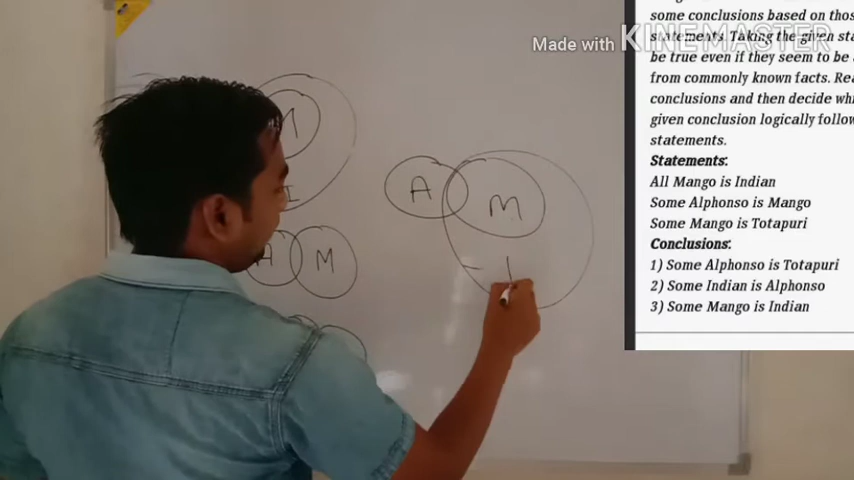 Made with KINEMASTER
some conclusions based on thos
statements. Taking the given sta
be true even if they seem to be
from commonly known facts. Rea
conclusions and then decide whi
given conclusion logically follow
statements.
Statements:
All Mango is Indian
Some Alphonso is Mango
Some Mango is Totapuri
Conclusions:
1) Some Alphonso is Totapuri
2) Some Indian is Alphonso
3) Some Mango is Indian
M
I
A M
A M
I